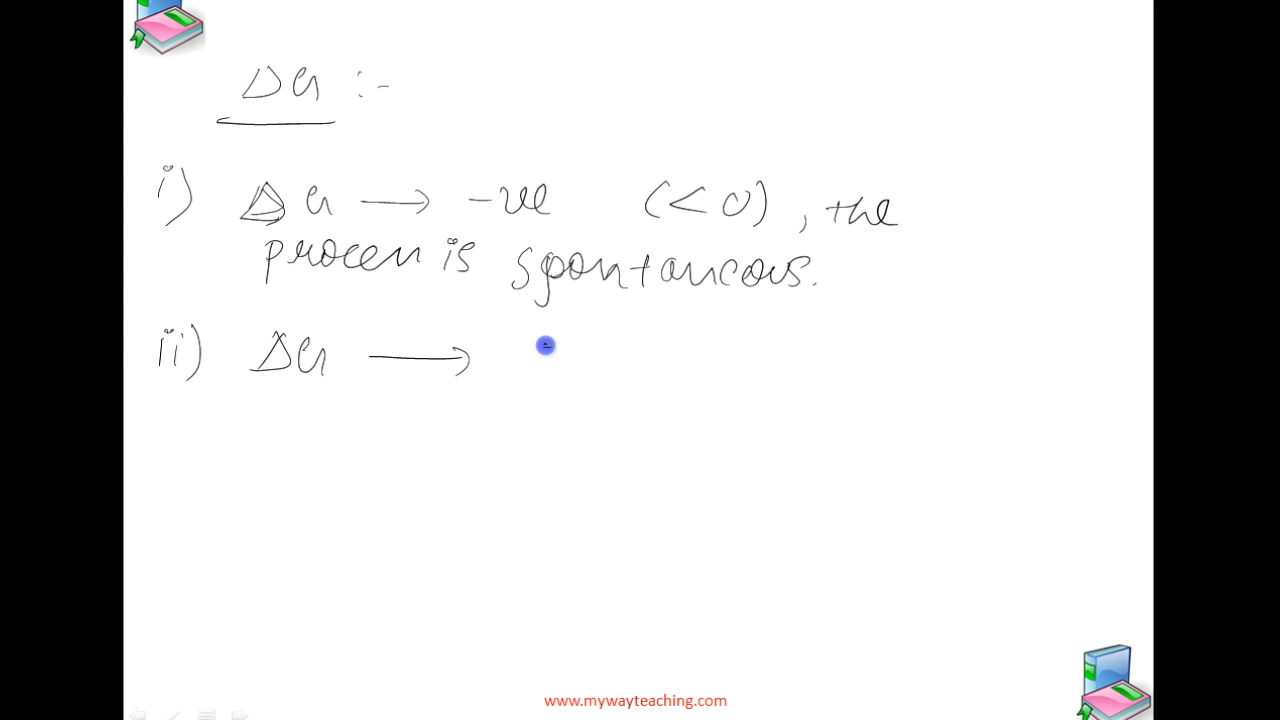 ΔG :-
i) ΔG → -ve (<0), the
process is spontaneous.
ii) ΔG →
www.mywayteaching.com